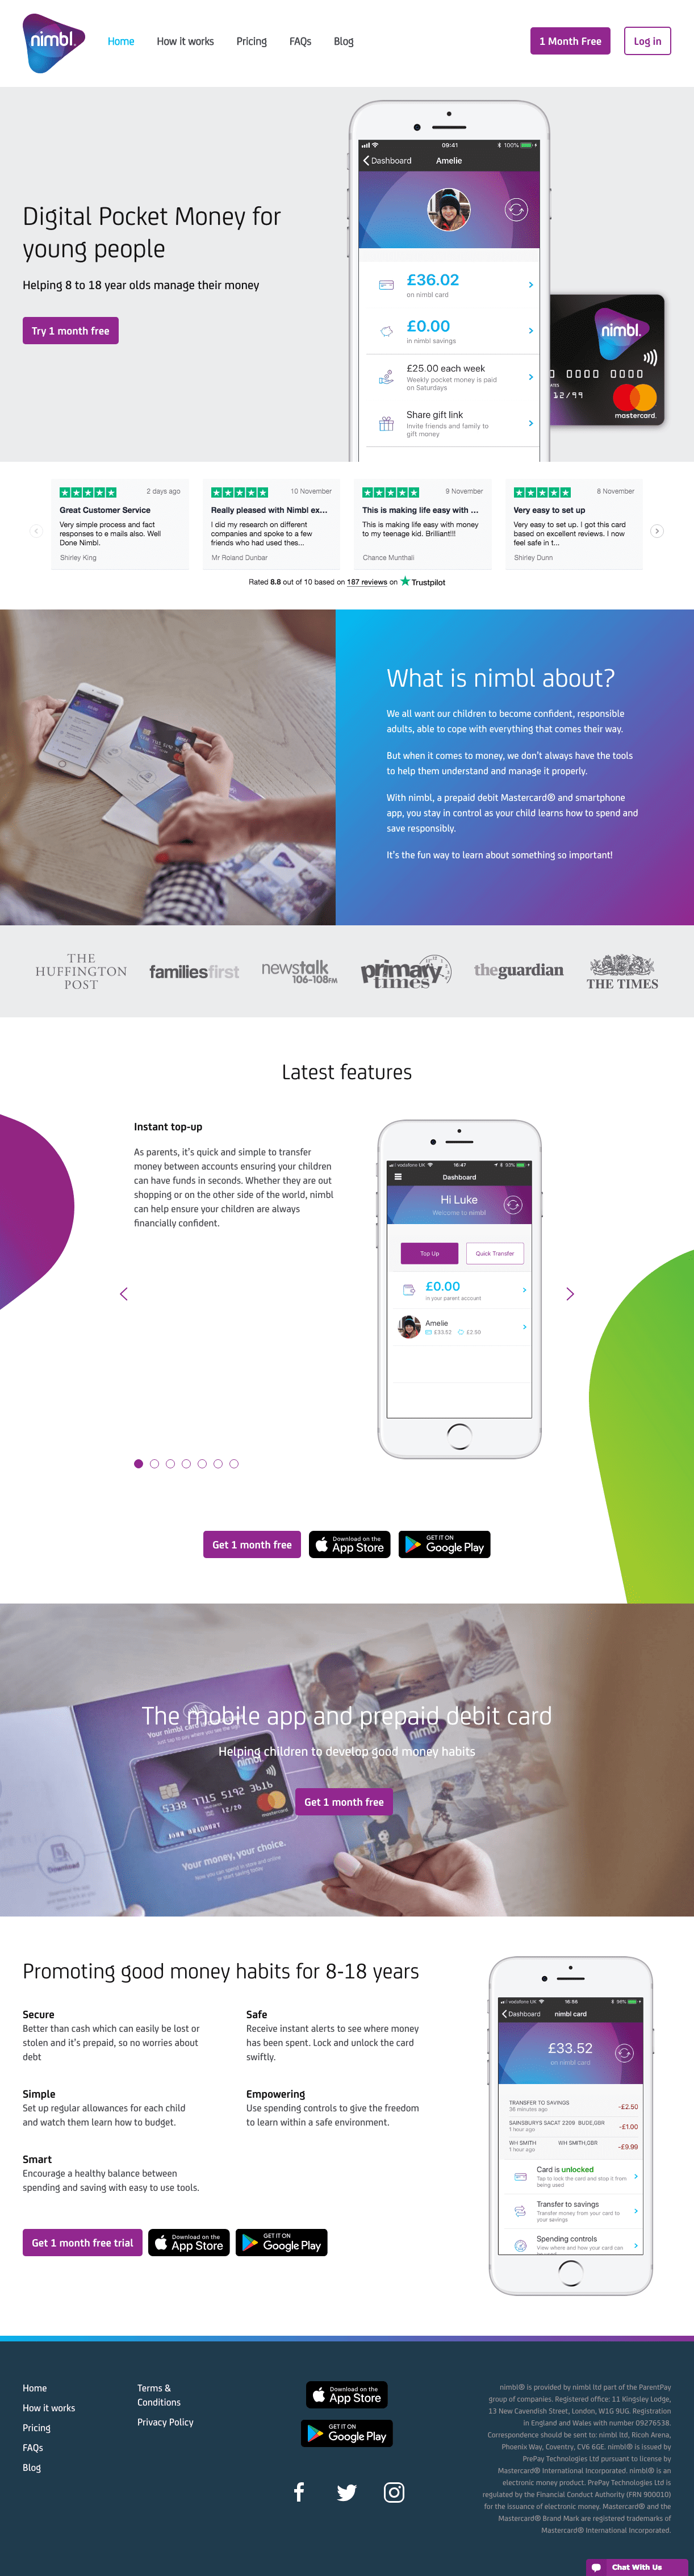 nimbl.
Home
How it works
Pricing
FAQs
Blog
1 Month Free
Log in
Digital Pocket Money for
young people
Helping 8 to 18 year olds manage their money
Try 1 month free
09:41
100%
Dashboard
Amelie
£36.02
on nimbl card
£0.00
in nimbl savings
£25.00 each week
Weekly pocket money is paid
on Saturdays
Share gift link
Invite friends and family to
gift money
nimbl.
0000 0000
12/99
mastercard.
2 days ago
Great Customer Service
Very simple process and fact
responses to e mails also. Well
Done Nimbl.
Shirley King
10 November
Really pleased with Nimbl ex...
I did my research on different
companies and spoke to a few
friends who had used thes...
Mr Roland Dunbar
9 November
This is making life easy with ...
This is making life easy with money
to my teenage kid. Brilliant!!!
Chance Munthali
8 November
Very easy to set up
Very easy to set up. I got this card
based on excellent reviews. I now
feel safe in t...
Shirley Dunn
Rated 8.8 out of 10 based on 187 reviews on Trustpilot
What is nimbl about?
We all want our children to become confident, responsible
adults, able to cope with everything that comes their way.
But when it comes to money, we don't always have the tools
to help them understand and manage it properly.
With nimbl, a prepaid debit Mastercard® and smartphone
app, you stay in control as your child learns how to spend and
save responsibly.
It's the fun way to learn about something so important!
THE
HUFFINGTON
POST
familiesfirst
newstalk
106-108FM
primary
times
theguardian
THE TIMES
Latest features
Instant top-up
As parents, it's quick and simple to transfer
money between accounts ensuring your children
can have funds in seconds. Whether they are out
shopping or on the other side of the world, nimbl
can help ensure your children are always
financially confident.
vodafone UK
16:47
93%
Dashboard
Hi Luke
Welcome to nimbl
Top Up
Quick Transfer
£0.00
in your parent account
Amelie
£33.52
£2.50
Get 1 month free
Download on the
App Store
GET IT ON
Google Play
The mobile app and prepaid debit card
Helping children to develop good money habits
Get 1 month free
Your nimbl card is
nimbl
5338 7715 5192 3616
12/20
JOHN BRADBURY
mastercard
Your money, your choice.
Download
Promoting good money habits for 8-18 years
Secure
Better than cash which can easily be lost or
stolen and it's prepaid, so no worries about
debt
Safe
Receive instant alerts to see where money
has been spent. Lock and unlock the card
swiftly.
Simple
Set up regular allowances for each child
and watch them learn how to budget.
Empowering
Use spending controls to give the freedom
to learn within a safe environment.
Smart
Encourage a healthy balance between
spending and saving with easy to use tools.
Get 1 month free trial
Download on the
App Store
GET IT ON
Google Play
vodafone UK
16:56
96%
Dashboard
nimbl card
£33.52
on nimbl card
TRANSFER TO SAVINGS
36 minutes ago
-£2.50
SAINSBURYS SACAT 2209 BUDE,GBR
1 hour ago
-£1.00
WH SMITH WH SMITH,GBR
1 hour ago
-£9.99
Card is unlocked
Tap to lock the card and stop it from
being used
Transfer to savings
Transfer money from your card to
your savings
Spending controls
View where and how your card can
Home
How it works
Pricing
FAQs
Blog
Terms &
Conditions
Privacy Policy
Download on the
App Store
GET IT ON
Google Play
nimbl® is provided by nimbl ltd part of the ParentPay
group of companies. Registered office: 11 Kingsley Lodge,
13 New Cavendish Street, London, W1G 9UG. Registration
in England and Wales with number 09276538.
Correspondence should be sent to: nimbl ltd, Ricoh Arena,
Phoenix Way, Coventry, CV6 6GE. nimbl® is issued by
PrePay Technologies Ltd pursuant to license by
Mastercard® International Incorporated. nimbl® is an
electronic money product. PrePay Technologies Ltd is
regulated by the Financial Conduct Authority (FRN 900010)
for the issuance of electronic money. Mastercard® and the
Mastercard® Brand Mark are registered trademarks of
Mastercard® International Incorporated.
Chat With Us